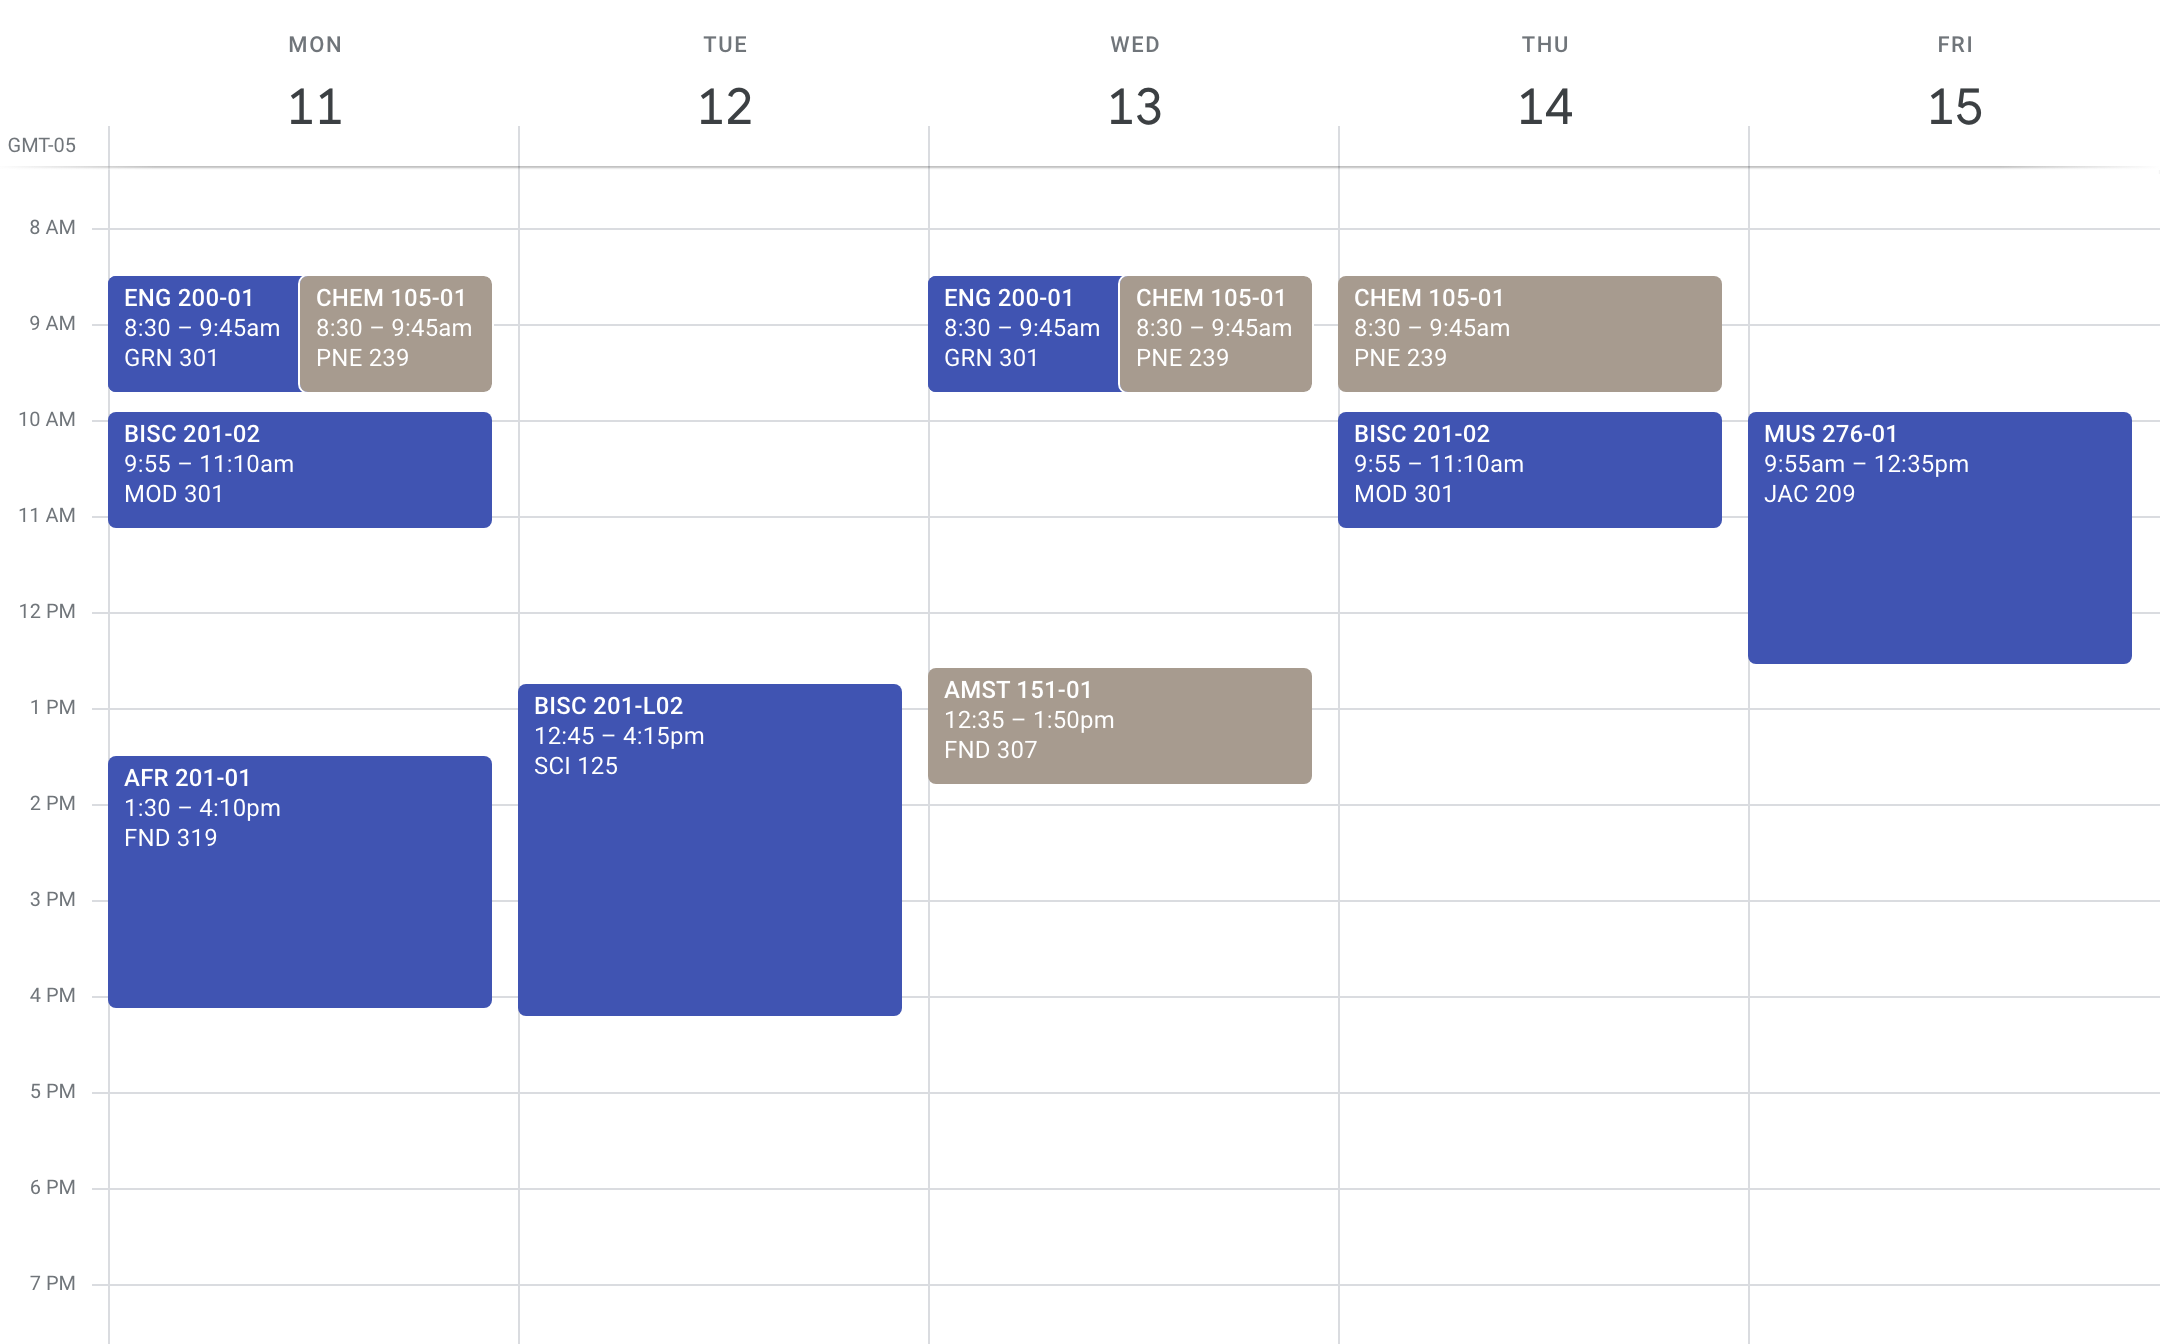 MON
11
TUE
12
WED
13
THU
14
FRI
15
GMT-05
8 AM
9 AM
10 AM
11 AM
12 PM
1 PM
2 PM
3 PM
4 PM
5 PM
6 PM
7 PM
ENG 200-01
8:30 – 9:45am
GRN 301
CHEM 105-01
8:30 – 9:45am
PNE 239
BISC 201-02
9:55 – 11:10am
MOD 301
AFR 201-01
1:30 – 4:10pm
FND 319
BISC 201-L02
12:45 – 4:15pm
SCI 125
ENG 200-01
8:30 – 9:45am
GRN 301
CHEM 105-01
8:30 – 9:45am
PNE 239
AMST 151-01
12:35 – 1:50pm
FND 307
CHEM 105-01
8:30 – 9:45am
PNE 239
BISC 201-02
9:55 – 11:10am
MOD 301
MUS 276-01
9:55am – 12:35pm
JAC 209